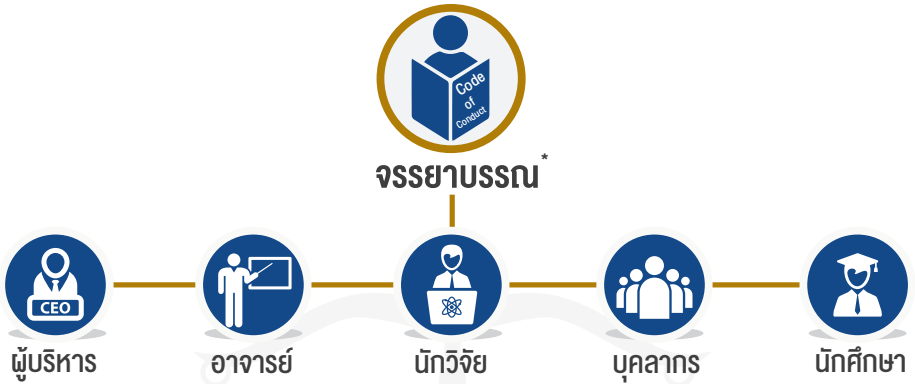 Code
of
Conduct
จรรยาบรรณ*
CEO
ผู้บริหาร
อาจารย์
นักวิจัย
บุคลากร
นักศึกษา